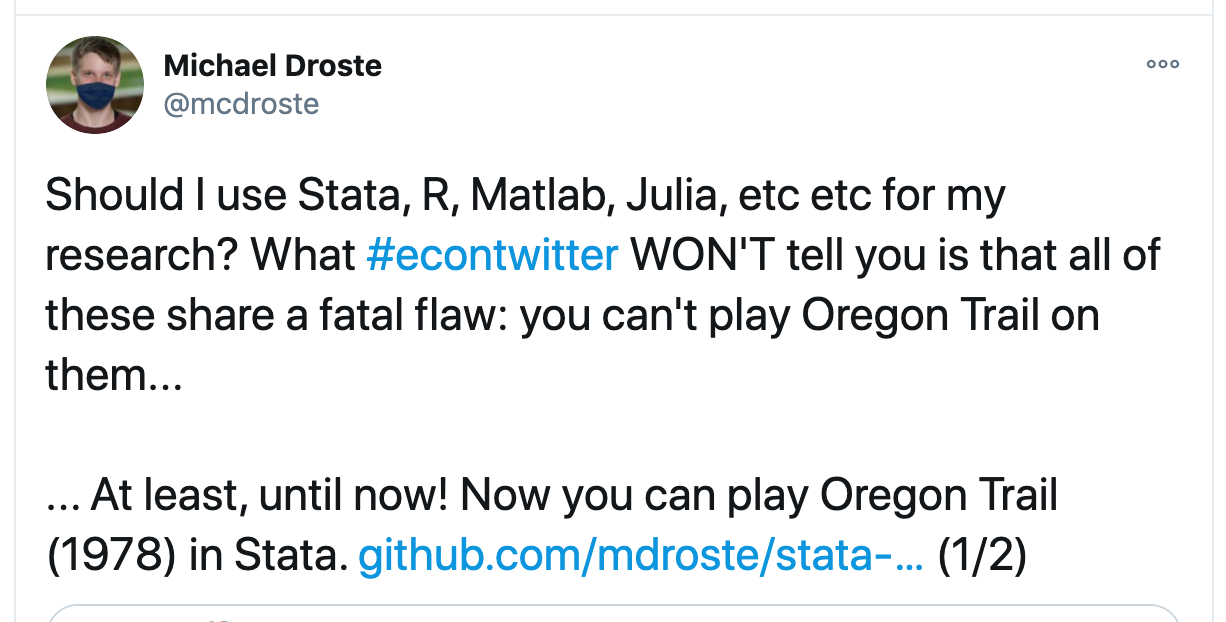 Michael Droste
@mcdroste
Should I use Stata, R, Matlab, Julia, etc etc for my
research? What #econtwitter WON'T tell you is that all of
these share a fatal flaw: you can't play Oregon Trail on
them...
... At least, until now! Now you can play Oregon Trail
(1978) in Stata. github.com/mdroste/stata-... (1/2)